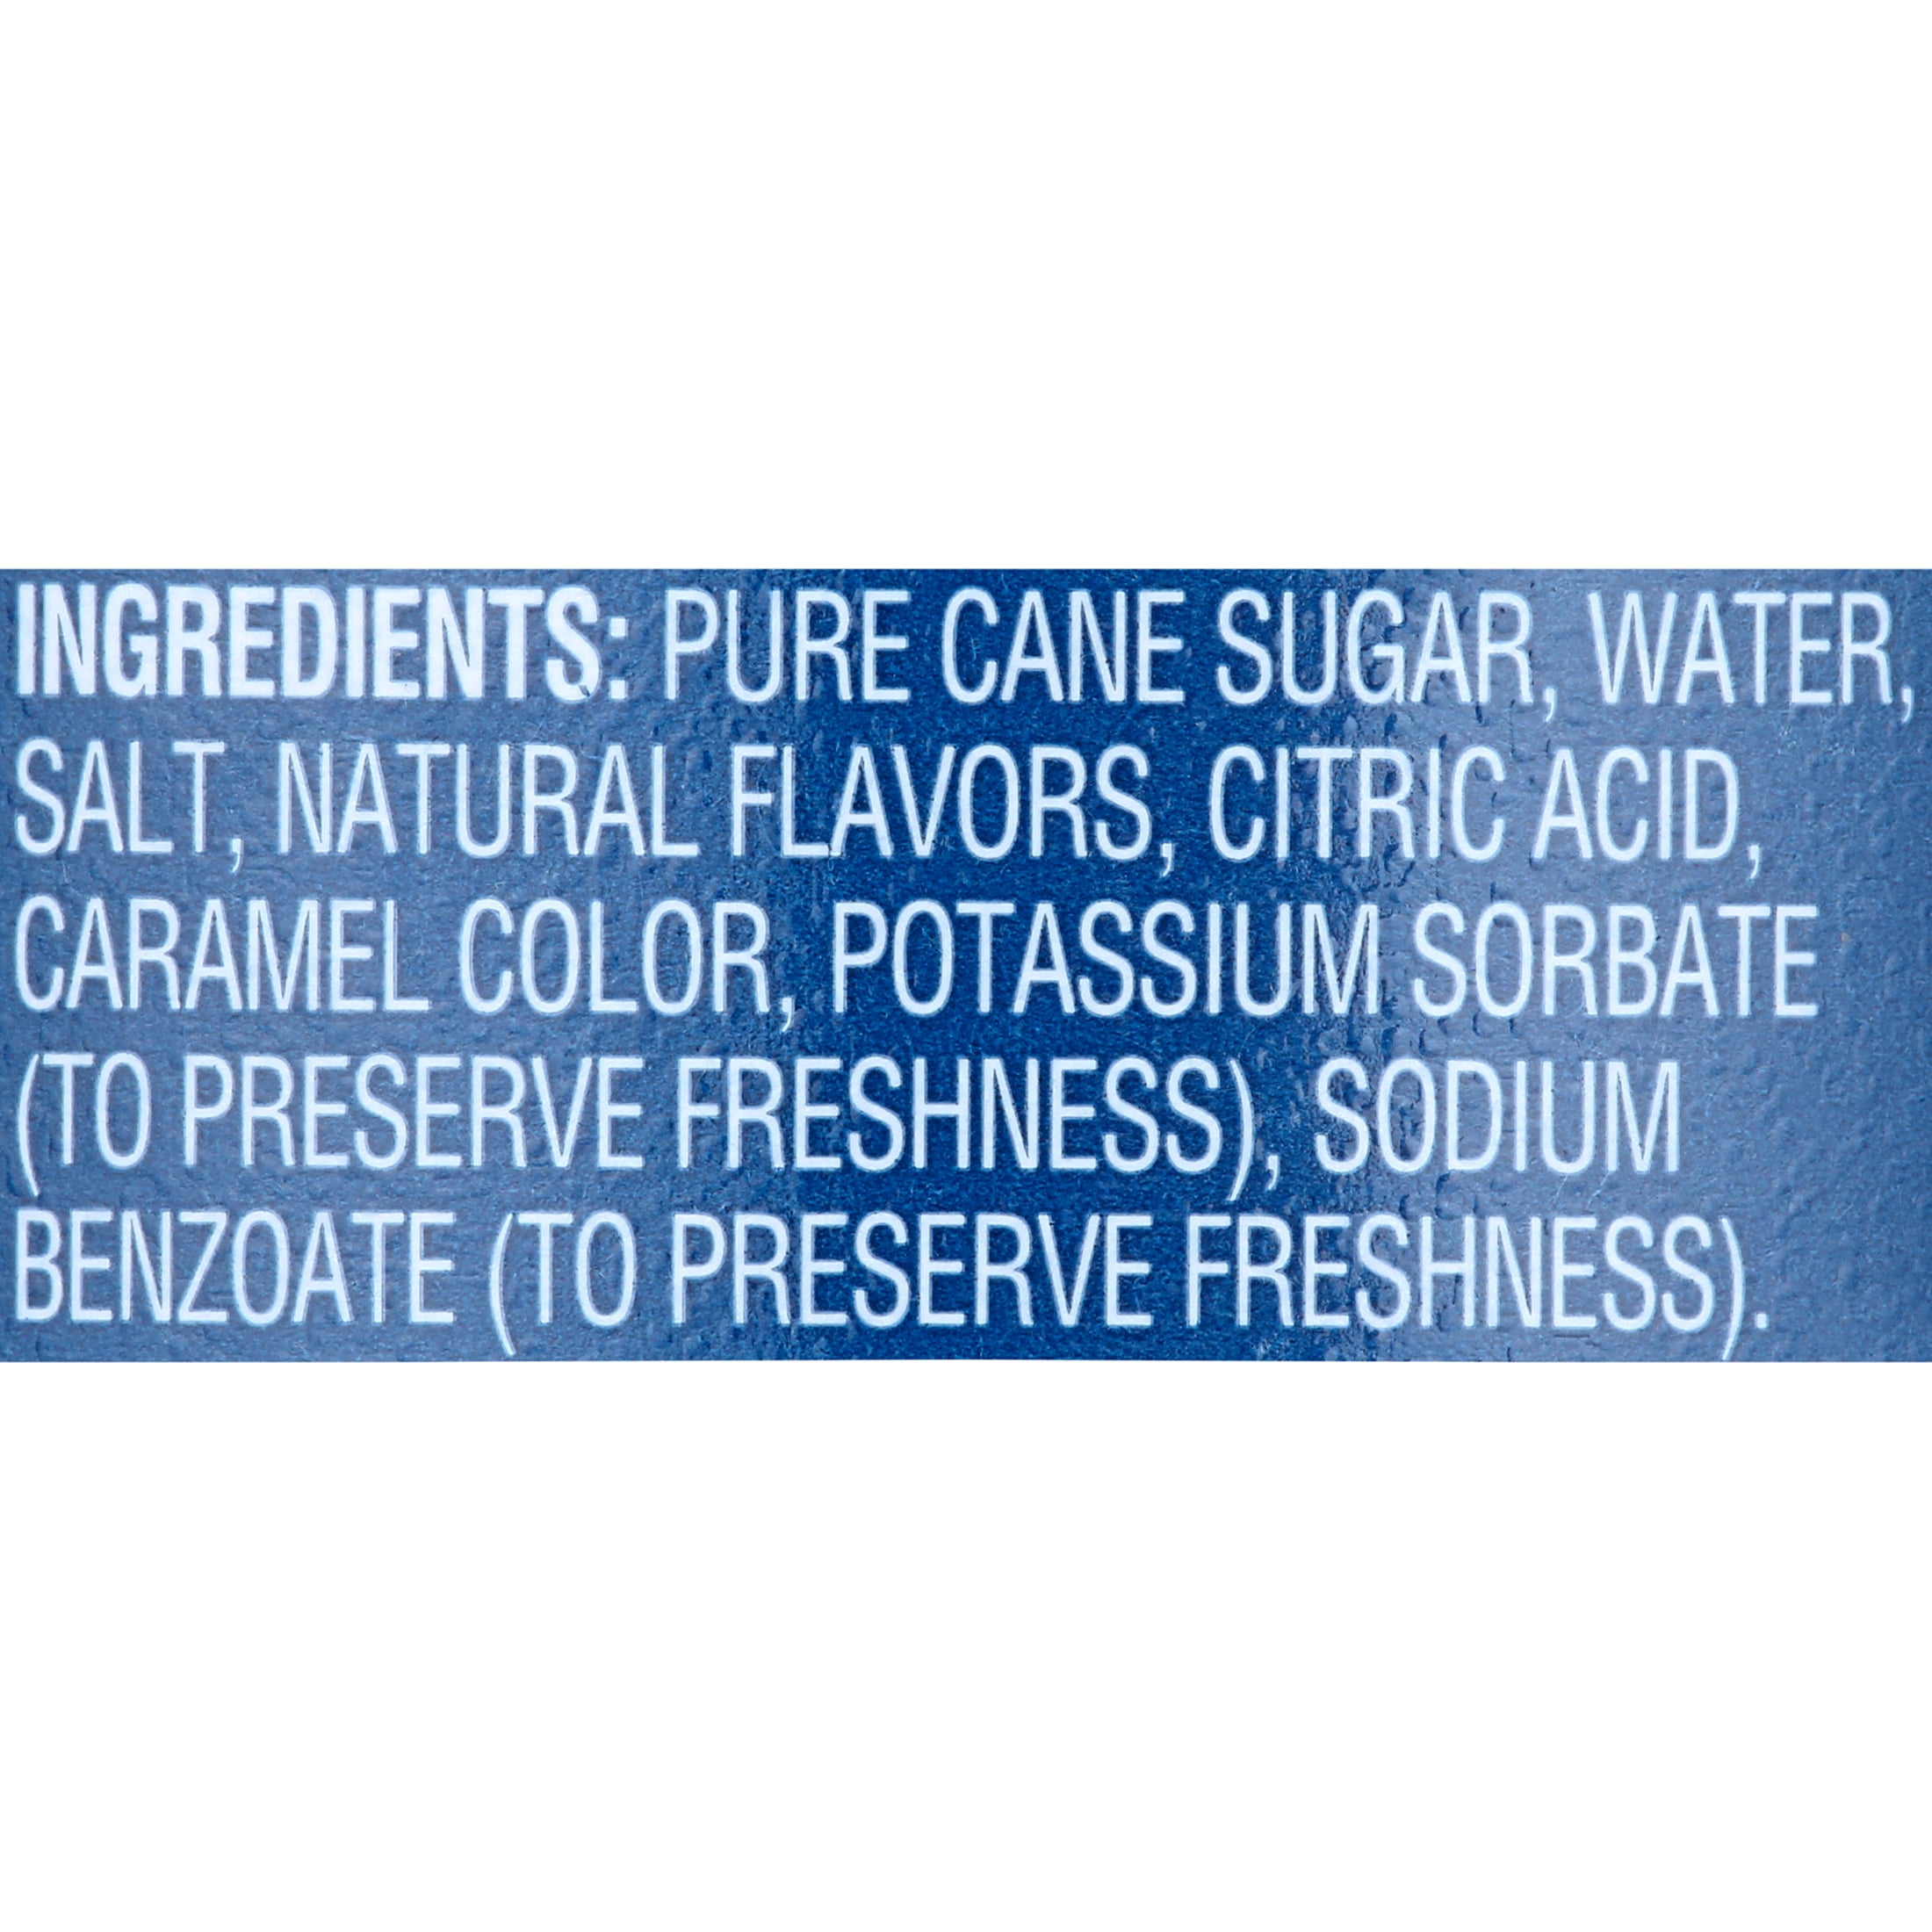 INGREDIENTS: PURE CANE SUGAR, WATER,
SALT, NATURAL FLAVORS, CITRIC ACID,
CARAMEL COLOR, POTASSIUM SORBATE
(TO PRESERVE FRESHNESS), SODIUM
BENZOATE (TO PRESERVE FRESHNESS).